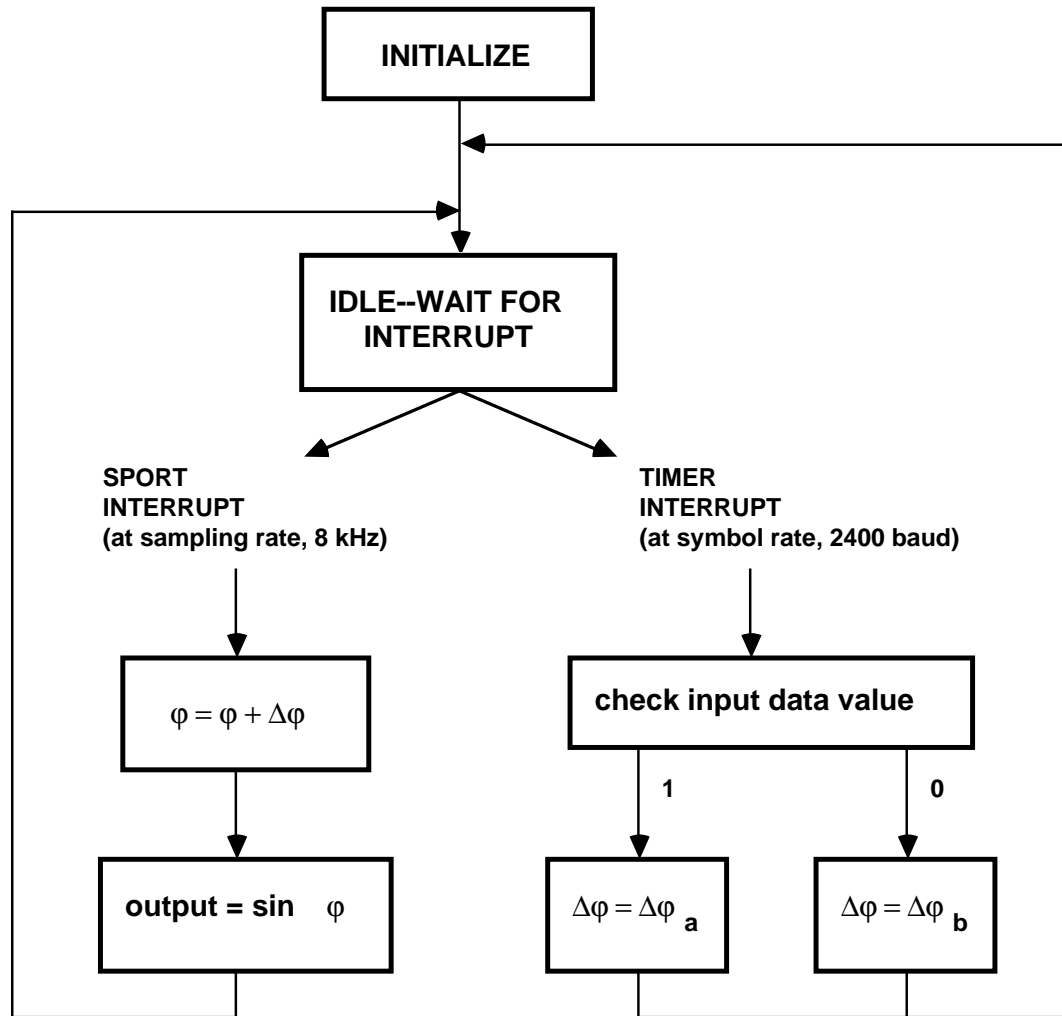 INITIALIZE
IDLE--WAIT FOR
INTERRUPT
SPORT
INTERRUPT
(at sampling rate, 8 kHz)
TIMER
INTERRUPT
(at symbol rate, 2400 baud)
φ = φ + Δφ
check input data value
1
0
output = sin φ
Δφ = Δφ a
Δφ = Δφ b